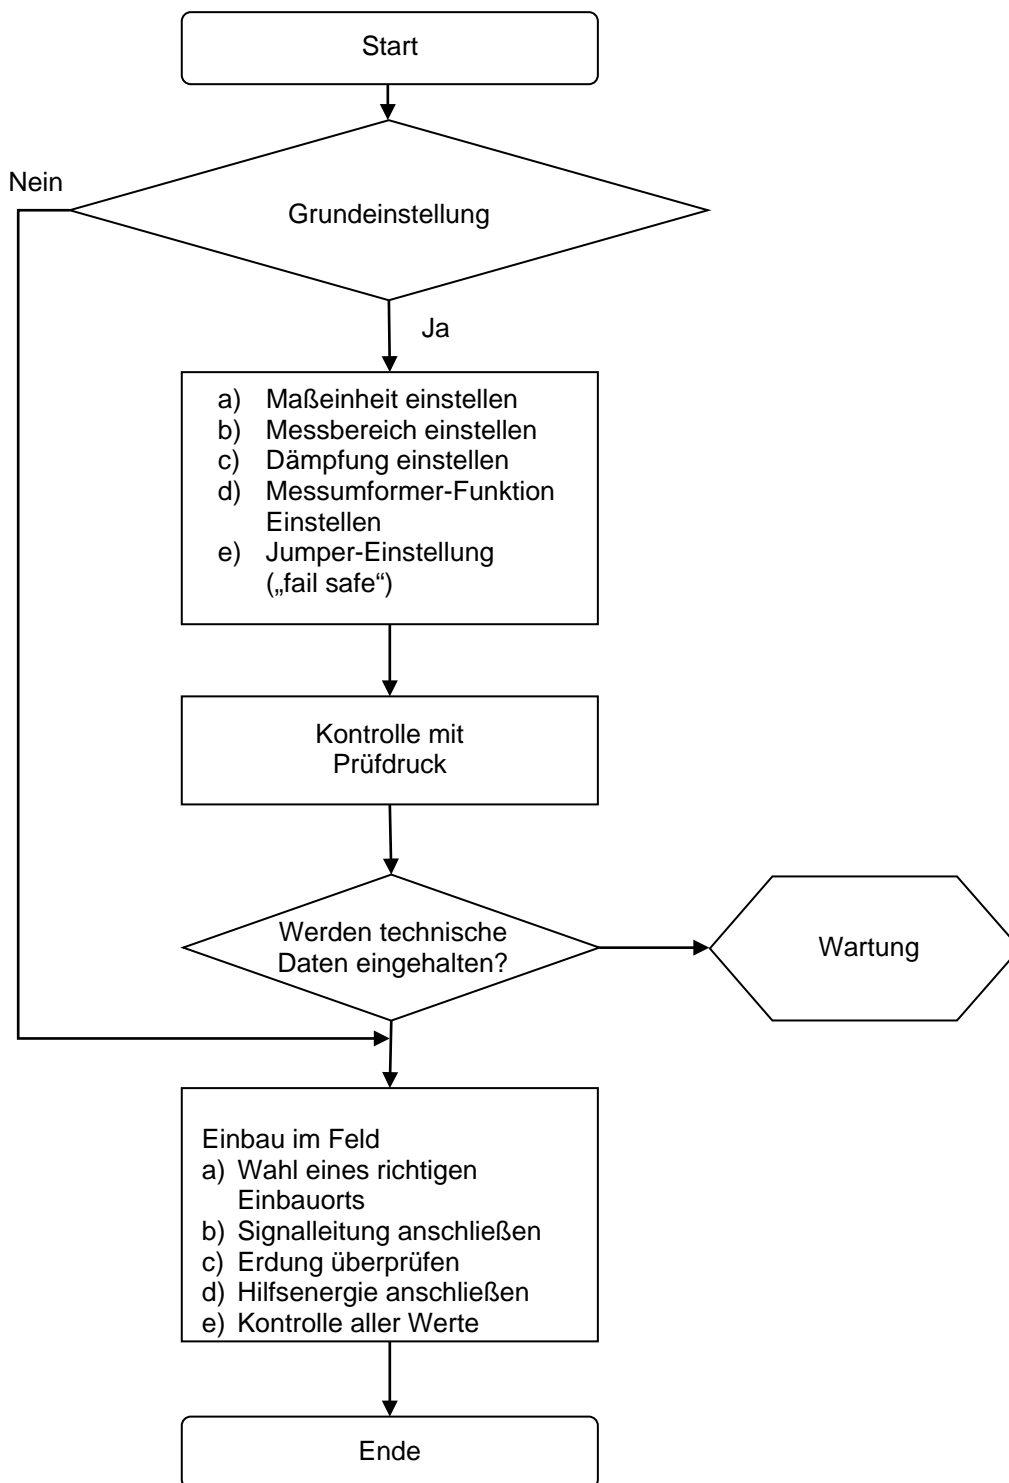 Start
Nein
Grundeinstellung
Ja
a) Maßeinheit einstellen
b) Messbereich einstellen
c) Dämpfung einstellen
d) Messumformer-Funktion
Einstellen
e) Jumper-Einstellung
(„fail safe“)
Kontrolle mit
Prüfdruck
Werden technische
Daten eingehalten?
Wartung
Einbau im Feld
a) Wahl eines richtigen
Einbauorts
b) Signalleitung anschließen
c) Erdung überprüfen
d) Hilfsenergie anschließen
e) Kontrolle aller Werte
Ende